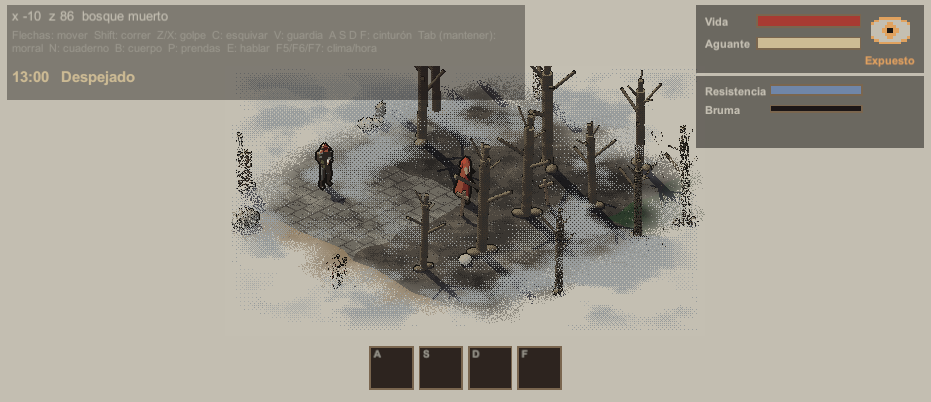 x -10 z 86 bosque muerto
Flechas: mover Shift: correr Z/X: golpe C: esquivar V: guardia A S D F: cinturón Tab (mantener):
morral N: cuaderno B: cuerpo P: prendas E: hablar F5/F6/F7: clima/hora
13:00 Despejado
Vida
Aguante
Expuesto
Resistencia
Bruma
A S D F